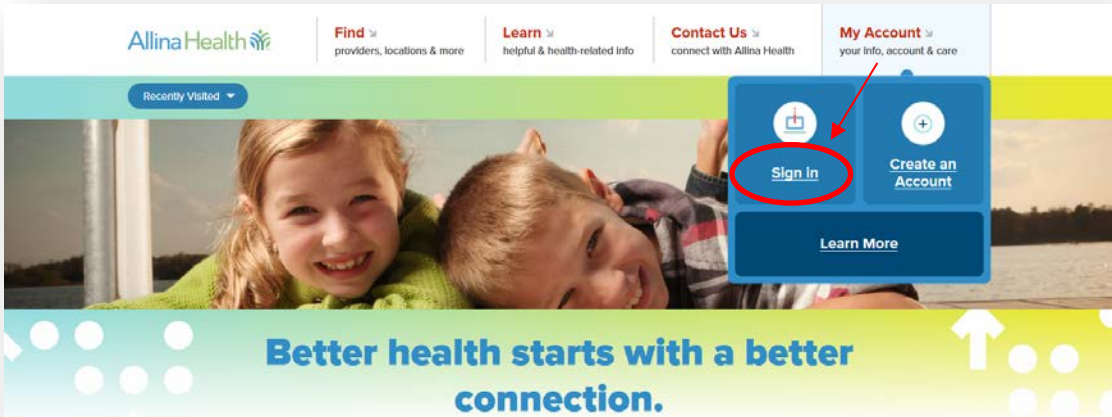 Allina Health
Find
providers, locations & more
Learn
helpful & health-related info
Contact Us
connect with Allina Health
My Account
your info, account & care
Recently Visited
Sign in
Create an
Account
Learn More
Better health starts with a better
connection.